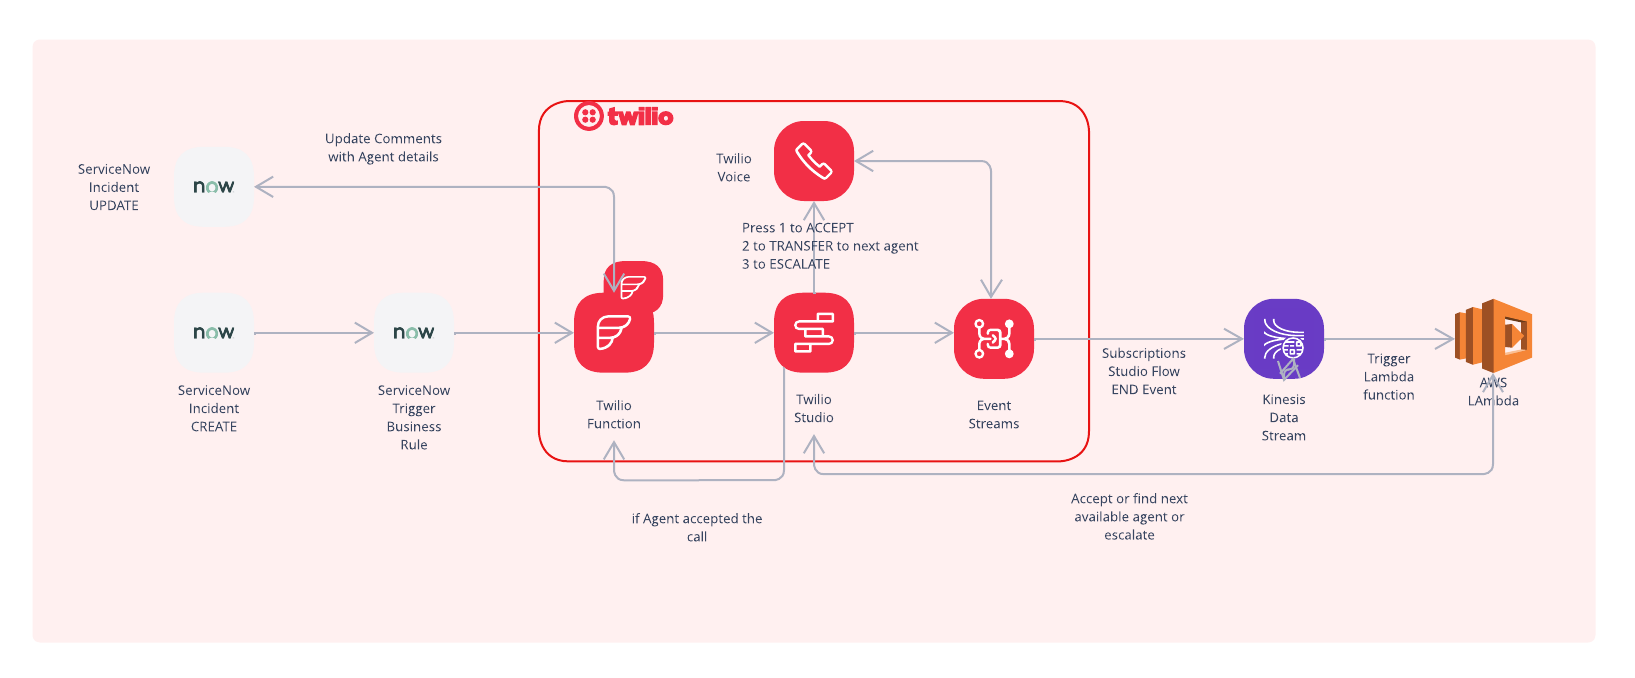 twilio
Update Comments
with Agent details
ServiceNow
Incident
UPDATE
now
Twilio
Voice
Press 1 to ACCEPT
2 to TRANSFER to next agent
3 to ESCALATE
now
now
ServiceNow
Incident
CREATE
ServiceNow
Trigger
Business
Rule
Twilio
Function
Twilio
Studio
Event
Streams
Subscriptions
Studio Flow
END Event
Kinesis
Data
Stream
Trigger
Lambda
function
AWS
LAmbda
if Agent accepted the
call
Accept or find next
available agent or
escalate